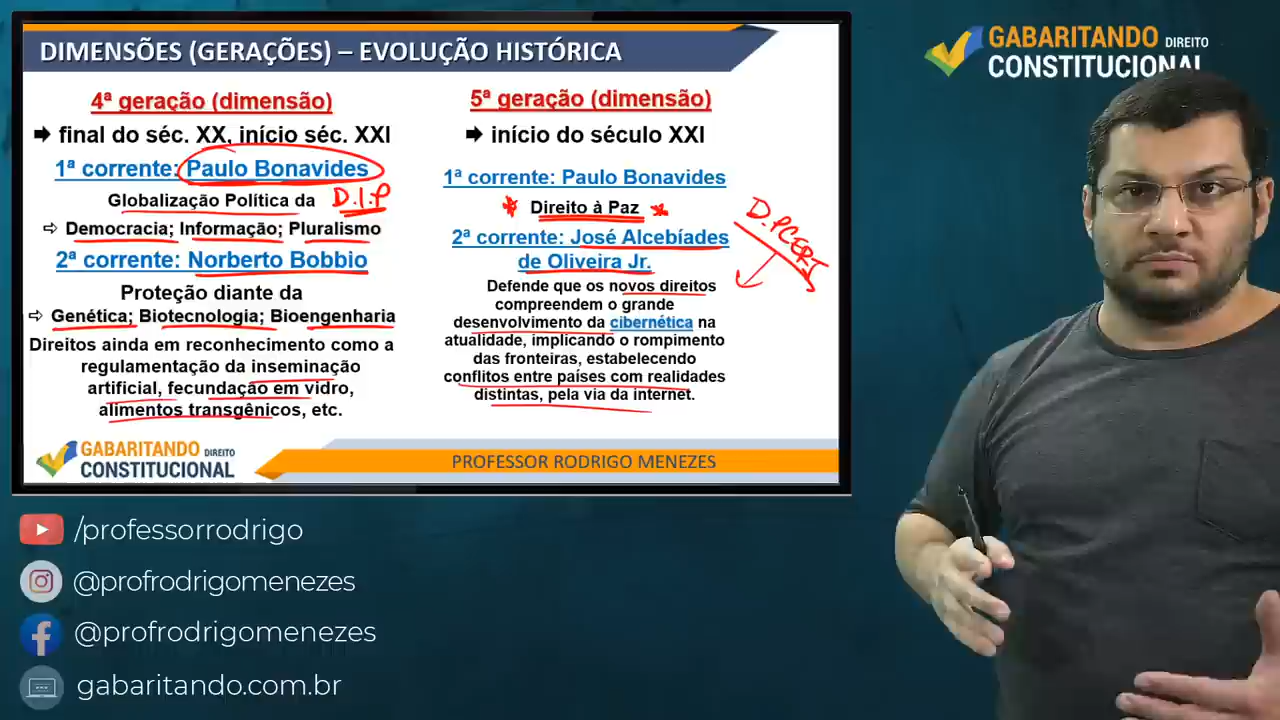 DIMENSÕES (GERAÇÕES) – EVOLUÇÃO HISTÓRICA
4ª geração (dimensão)
🡆 final do séc. XX, início séc. XXI
1ª corrente: Paulo Bonavides
Globalização Política da D.I.P
⇨ Democracia; Informação; Pluralismo
2ª corrente: Norberto Bobbio
Proteção diante da
⇨ Genética; Biotecnologia; Bioengenharia
Direitos ainda em reconhecimento como a
regulamentação da inseminação
artificial, fecundação em vidro,
alimentos transgênicos, etc.
5ª geração (dimensão)
🡆 início do século XXI
1ª corrente: Paulo Bonavides
Direito à Paz
2ª corrente: José Alcebíades
de Oliveira Jr.
Defende que os novos direitos
compreendem o grande
desenvolvimento da cibernética na
atualidade, implicando o rompimento
das fronteiras, estabelecendo
conflitos entre países com realidades
distintas, pela via da internet.
GABARITANDO DIREITO
CONSTITUCIONAL
PROFESSOR RODRIGO MENEZES
GABARITANDO DIREITO
CONSTITUCIONAL
/professorrodrigo
@profrodrigomenezes
@profrodrigomenezes
gabaritando.com.br